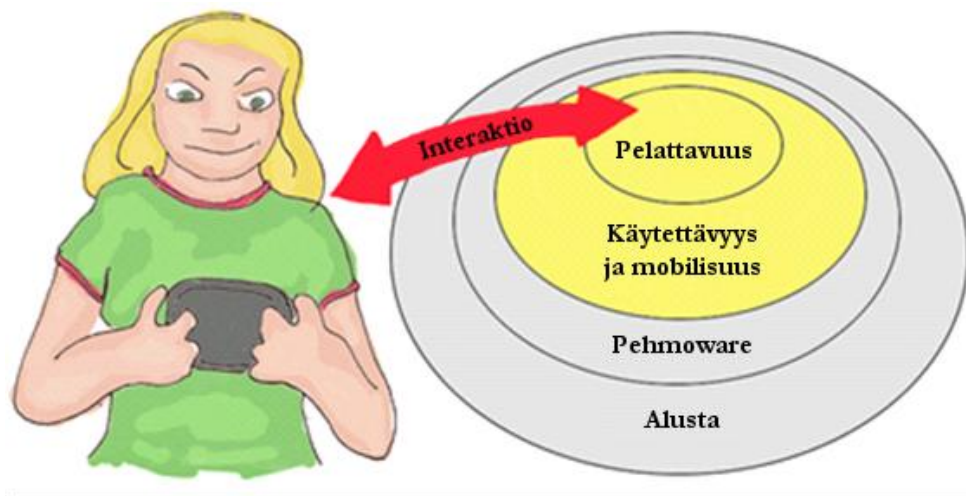 Interaktio
Pelattavuus
Käytettävyys
ja mobilisuus
Pehmoware
Alusta